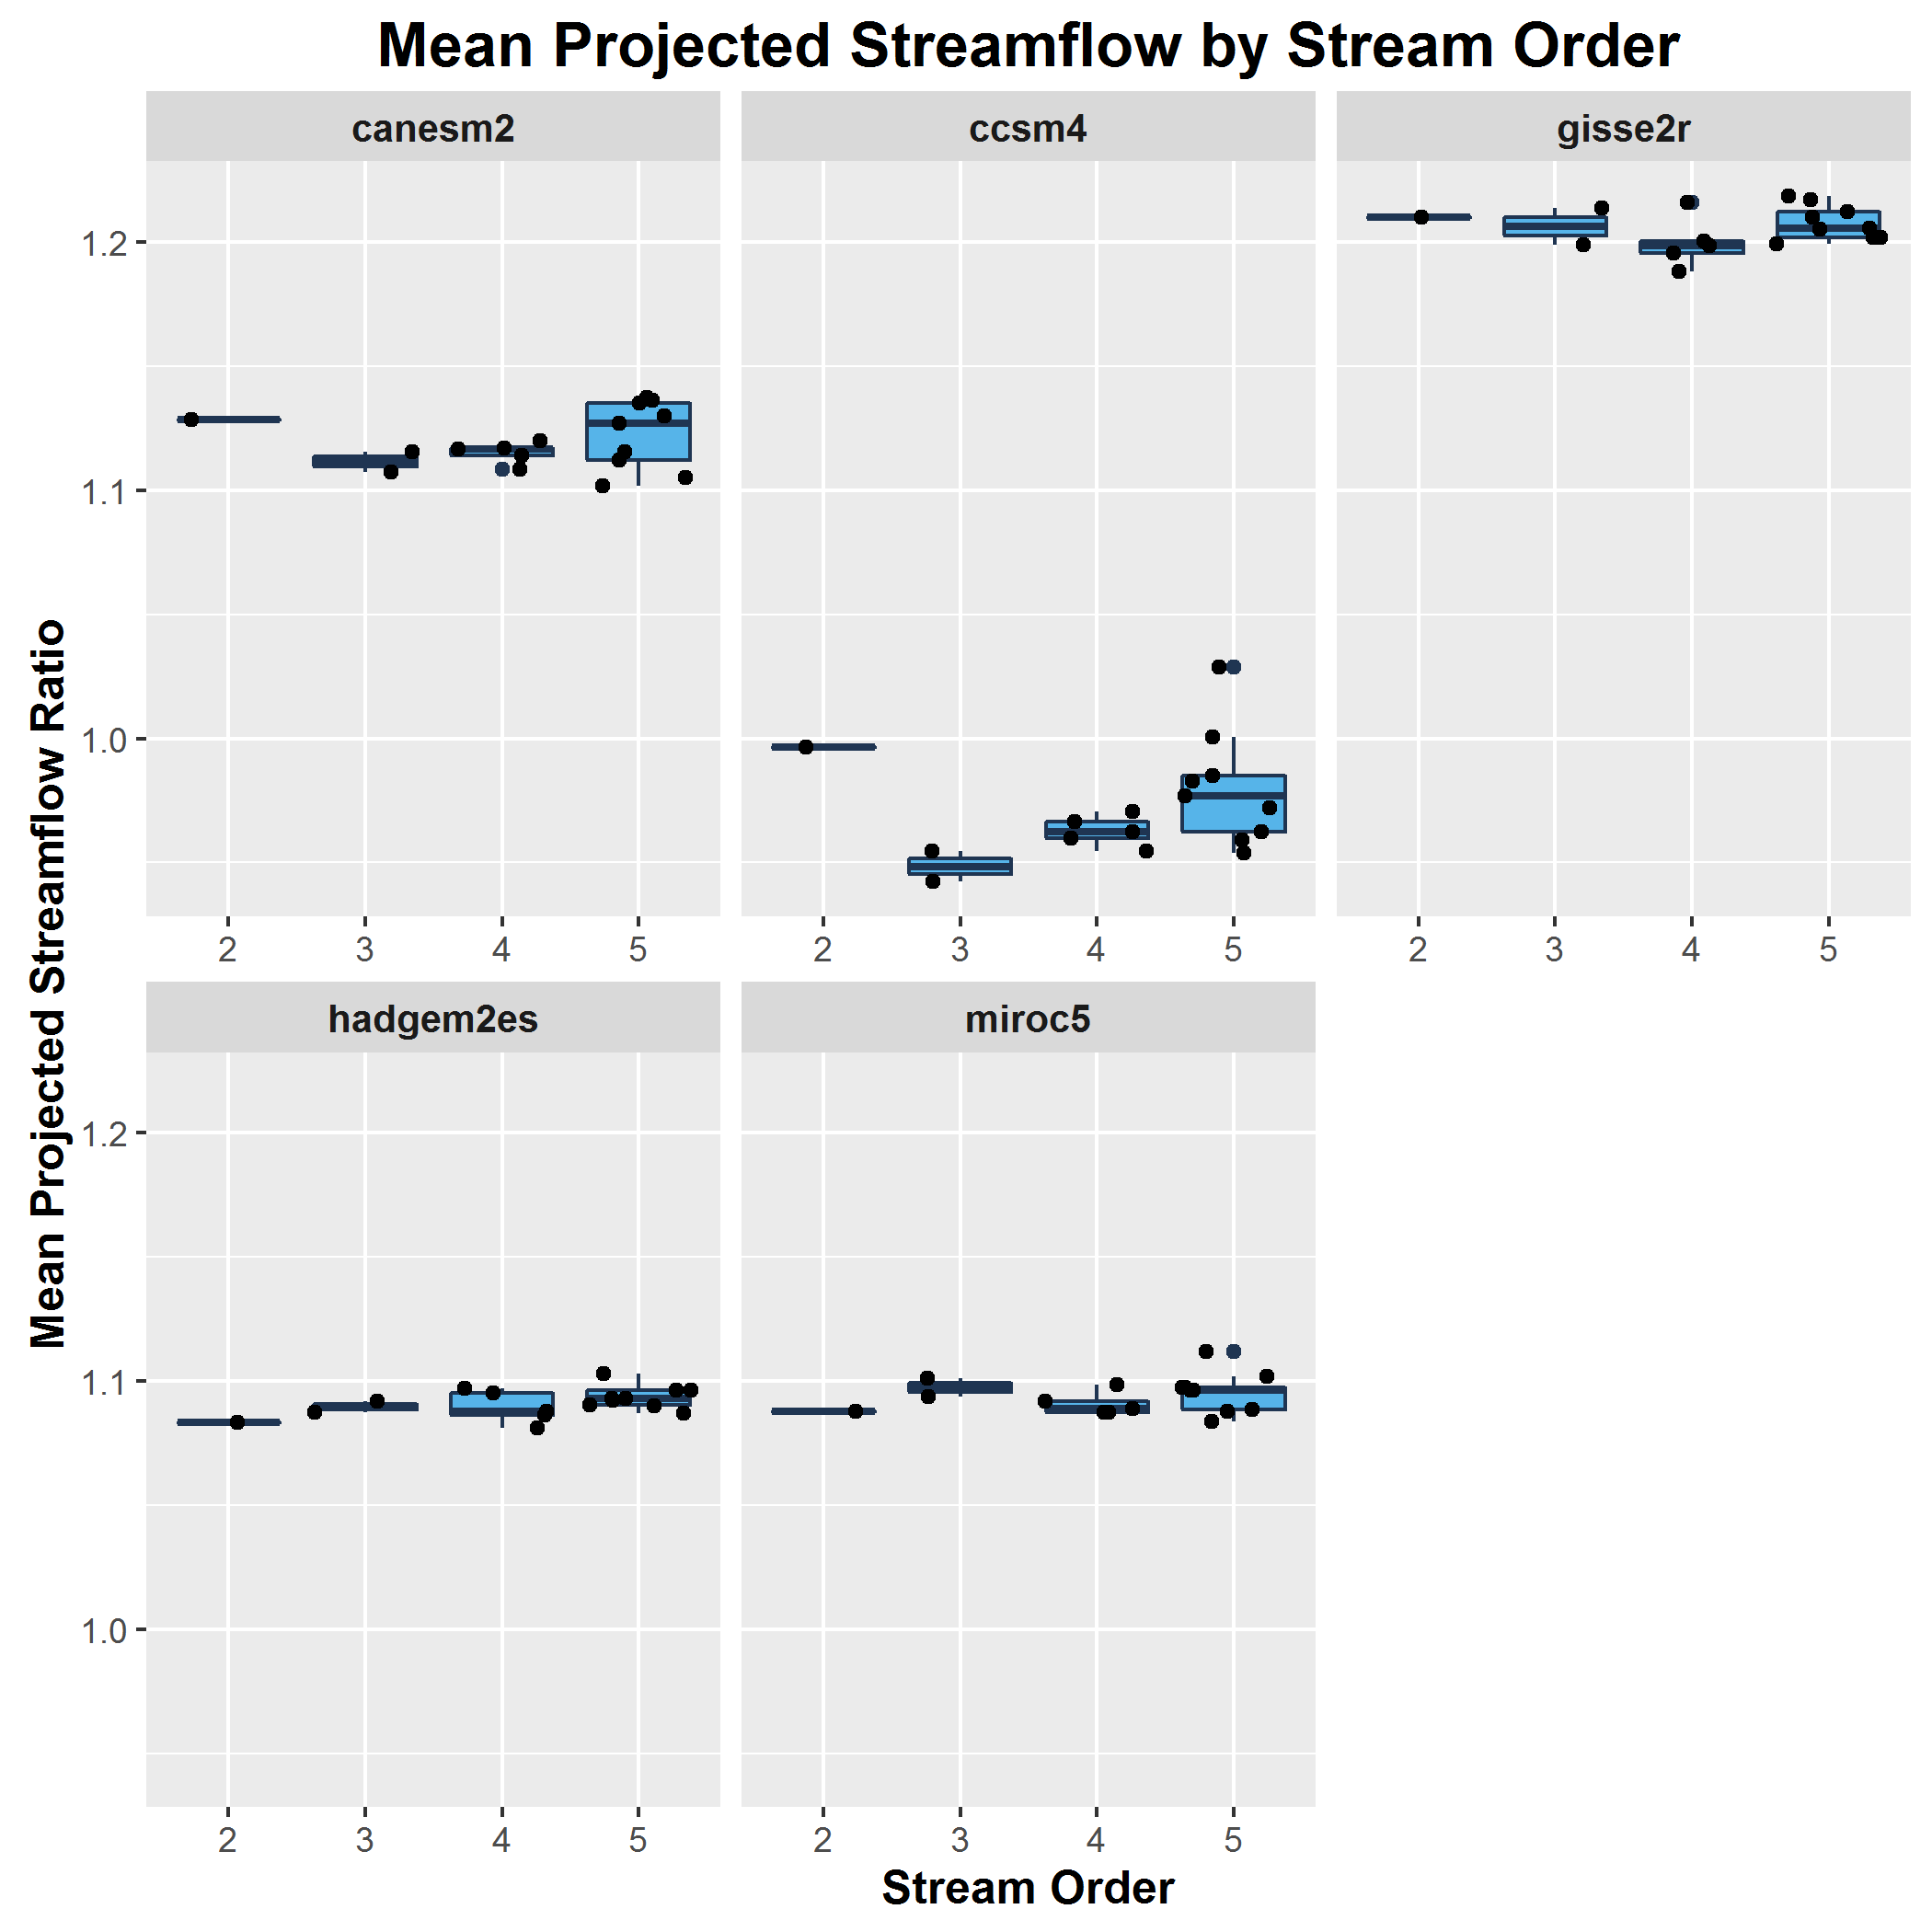 Mean Projected Streamflow by Stream Order
canesm2 ccsm4 gisse2r
1.2
1.1
1.0
2 3 4 5 2 3 4 5 2 3 4 5
Mean Projected Streamflow Ratio
hadgem2es miroc5
1.2
1.1
1.0
2 3 4 5 2 3 4 5
Stream Order